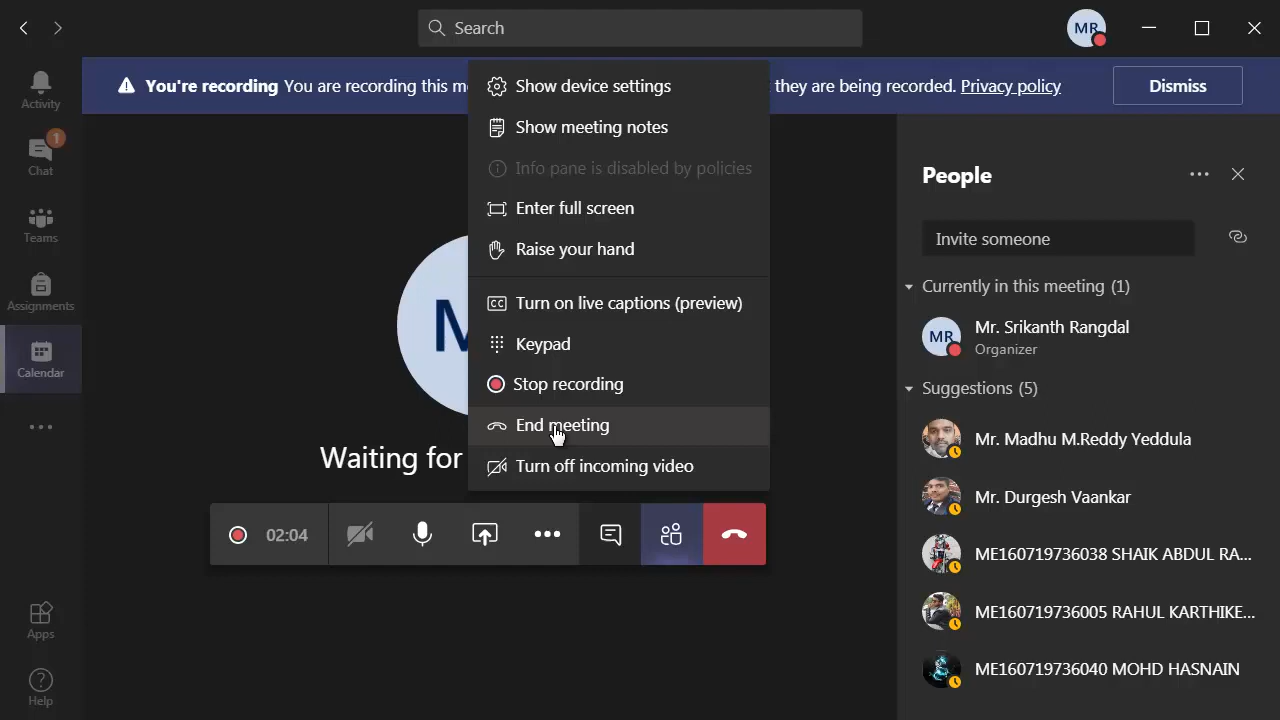 Search
MR
You're recording You are recording this m
they are being recorded. Privacy policy
Dismiss
Activity
1
Chat
Teams
Assignments
Calendar
Apps
Help
Show device settings
Show meeting notes
Info pane is disabled by policies
Enter full screen
Raise your hand
CC Turn on live captions (preview)
Keypad
Stop recording
End meeting
Turn off incoming video
Waiting for
02:04
People
Invite someone
Currently in this meeting (1)
MR
Mr. Srikanth Rangdal
Organizer
Suggestions (5)
Mr. Madhu M.Reddy Yeddula
Mr. Durgesh Vaankar
ME160719736038 SHAIK ABDUL RA...
ME160719736005 RAHUL KARTHIKE...
ME160719736040 MOHD HASNAIN